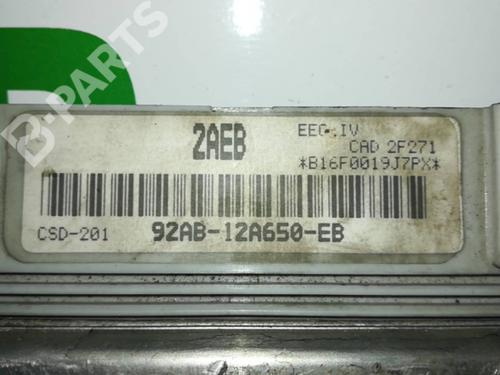 B-PARTS
2AEB
EEC-IV
CAD 2F271
*B16F0019J7PX*
CSD-201
92AB-12A650-EB